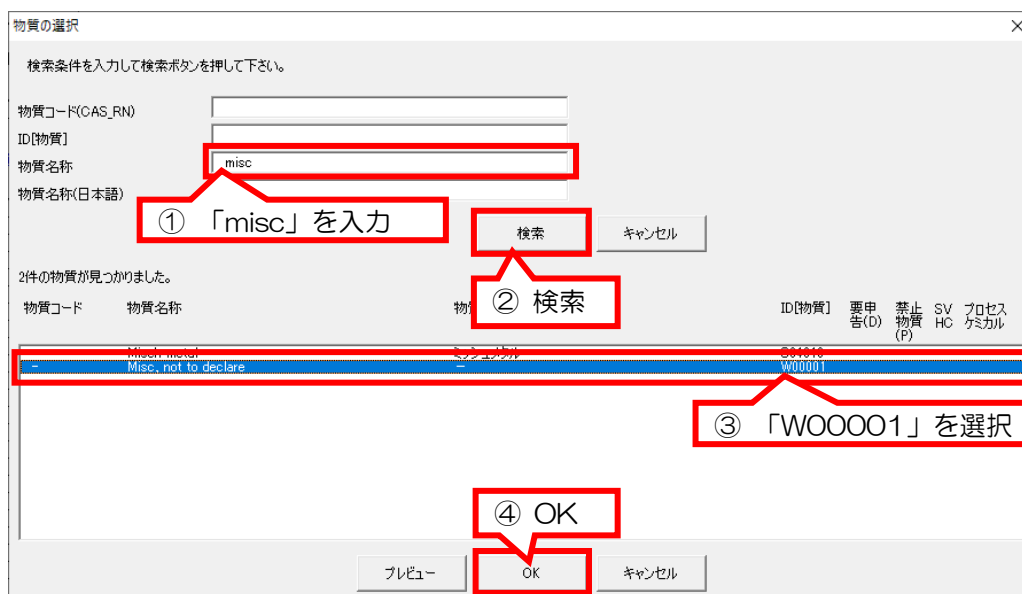 物質の選択
検索条件を入力して検索ボタンを押して下さい。
物質コード(CAS_RN)
ID[物質]
物質名称 misc
物質名称(日本語)
① 「misc」を入力
検索 キャンセル
2件の物質が見つかりました。
② 検索
物質コード 物質名称 ID[物質] 要申告(D) 禁止物質(P) SVHC プロセスケミカル
- Misc, not to declare - W00001
③ 「W00001」を選択
④ OK
プレビュー OK キャンセル